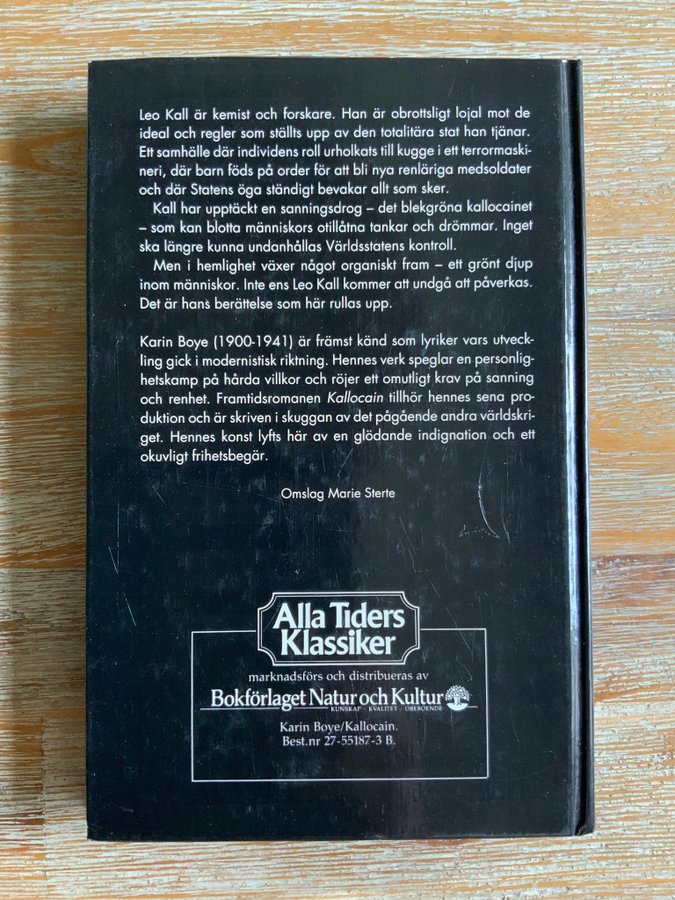 Leo Kall är kemist och forskare. Han är obrottsligt lojal mot de
ideal och regler som ställts upp av den totalitära stat han tjänar.
Ett samhälle där individens roll urholkats till kugge i ett terrormaski-
neri, där barn föds på order för att bli nya renläriga medsoldater
och där Statens öga ständigt bevakar allt som sker.
Kall har upptäckt en sanningsdrog – det blekgröna kallocainet
– som kan blotta människors otillåtna tankar och drömmar. Inget
ska längre kunna undanhållas Världsstatens kontroll.
Men i hemlighet växer något organiskt fram – ett grönt djup
inom människor. Inte ens Leo Kall kommer att undgå att påverkas.
Det är hans berättelse som här rullas upp.
Karin Boye (1900-1941) är främst känd som lyriker vars utveck-
ling gick i modernistisk riktning. Hennes verk speglar en personlig-
hetskamp på hårda villkor och röjer ett omutligt krav på sanning
och renhet. Framtidsromanen Kallocain tillhör hennes sena pro-
duktion och är skriven i skuggan av det pågående andra världskri-
get. Hennes konst lyfts här av en glödande indignation och ett
okuvligt frihetsbegär.
Omslag Marie Sterte
Alla Tiders
Klassiker
marknadsförs och distribueras av
Bokförlaget Natur och Kultur
KUNSKAP · KVALITET · OBEROENDE
Karin Boye/Kallocain.
Best.nr 27-55187-3 B.